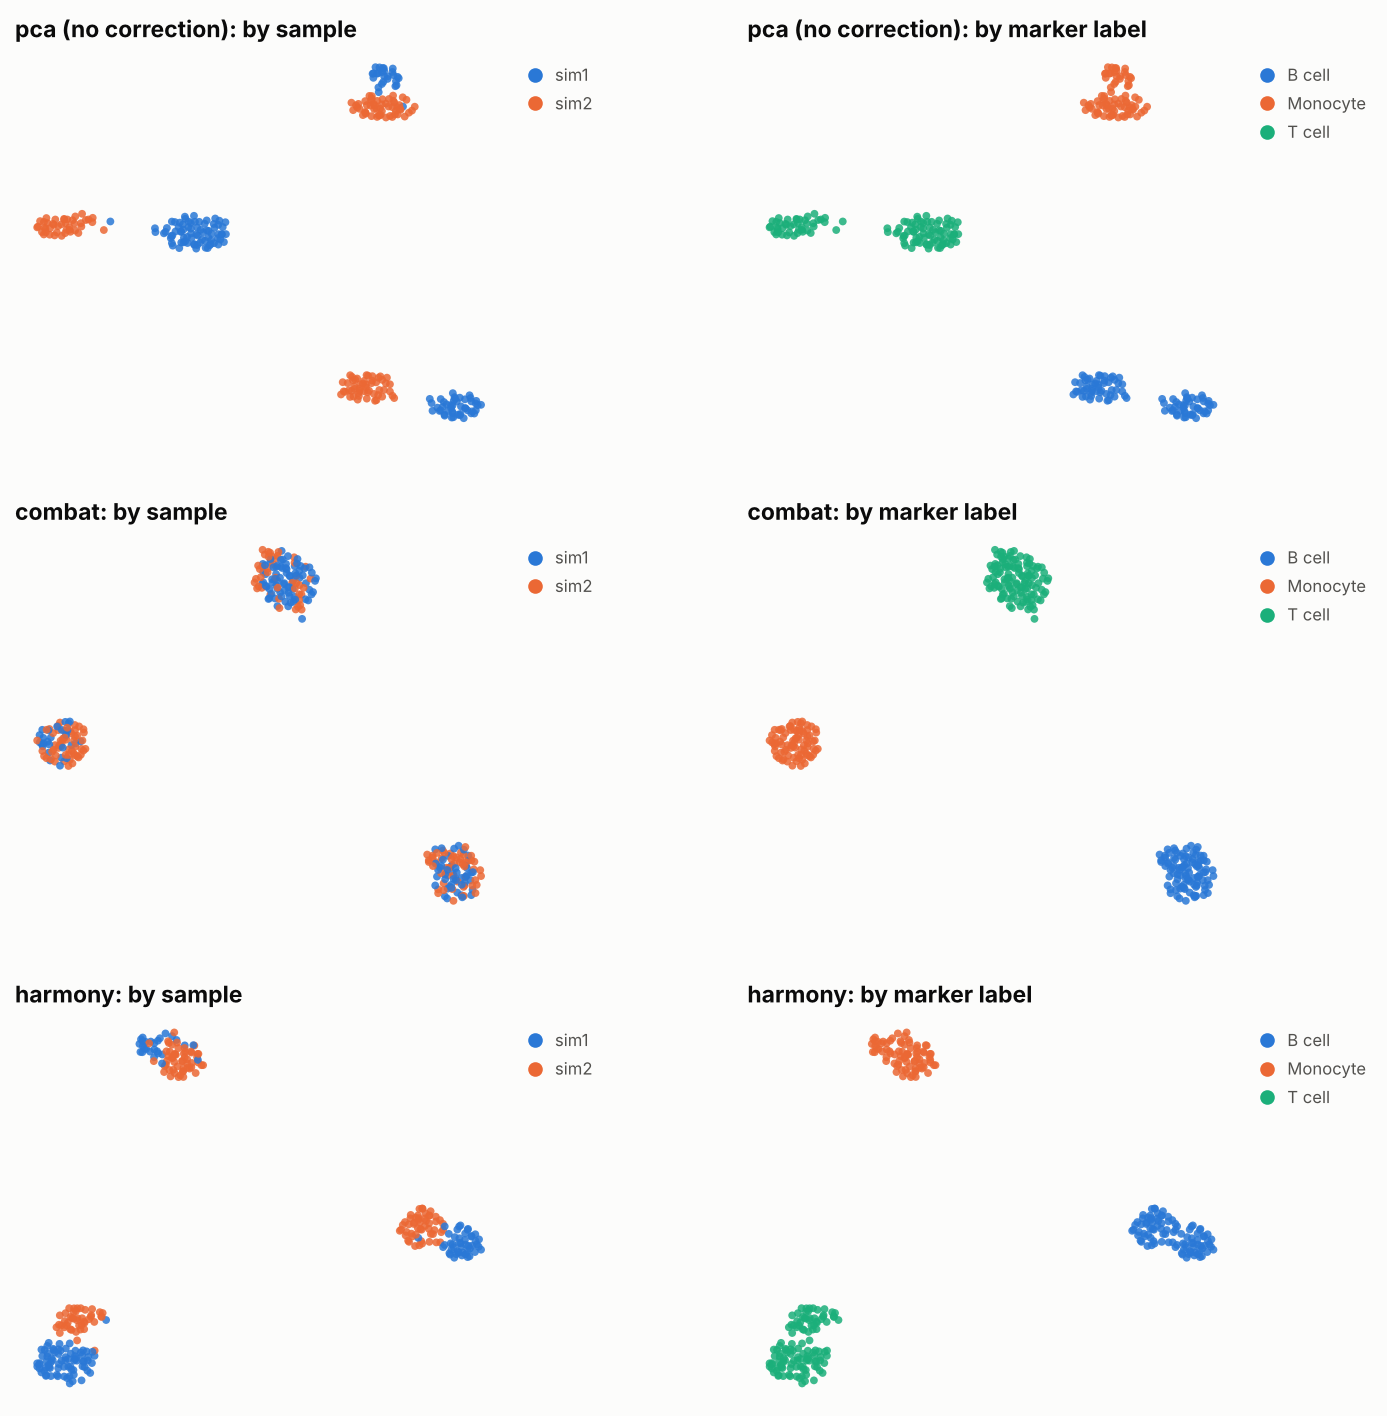 pca (no correction): by sample
sim1
sim2
pca (no correction): by marker label
B cell
Monocyte
T cell
combat: by sample
sim1
sim2
combat: by marker label
B cell
Monocyte
T cell
harmony: by sample
sim1
sim2
harmony: by marker label
B cell
Monocyte
T cell